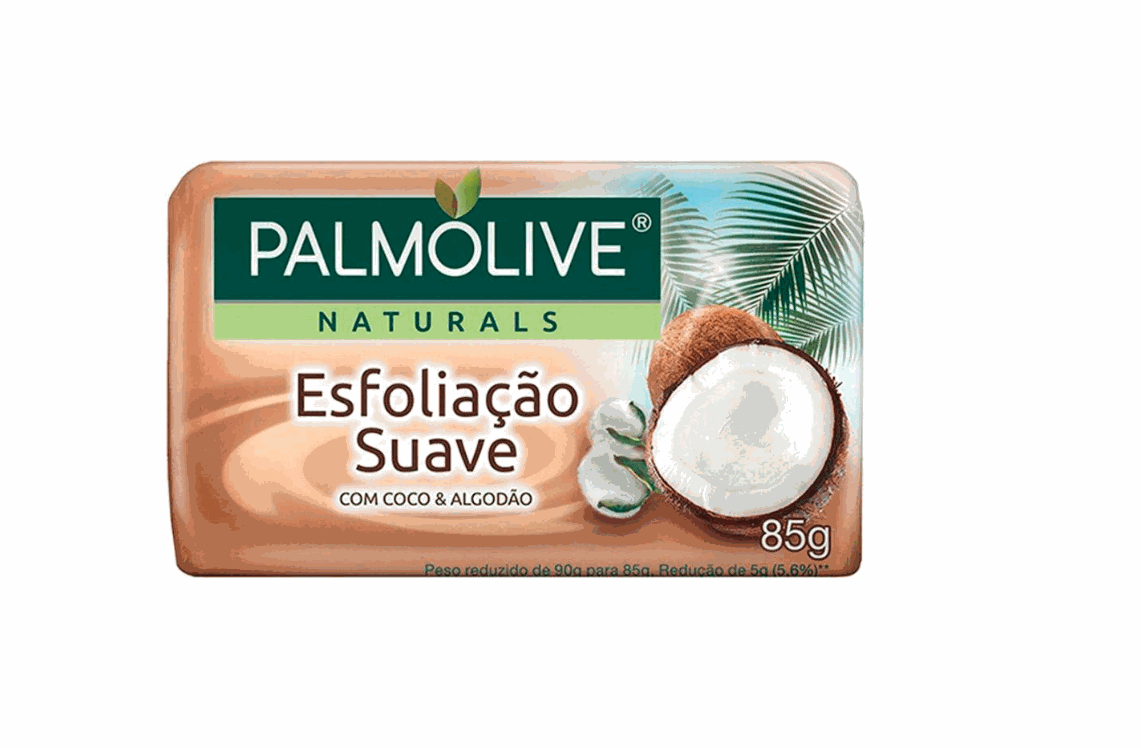 PALMOLIVE®
NATURALS
Esfoliação
Suave
COM COCO & ALGODÃO
85g
Peso reduzido de 90g para 85g. Redução de 5g (5,6%)**